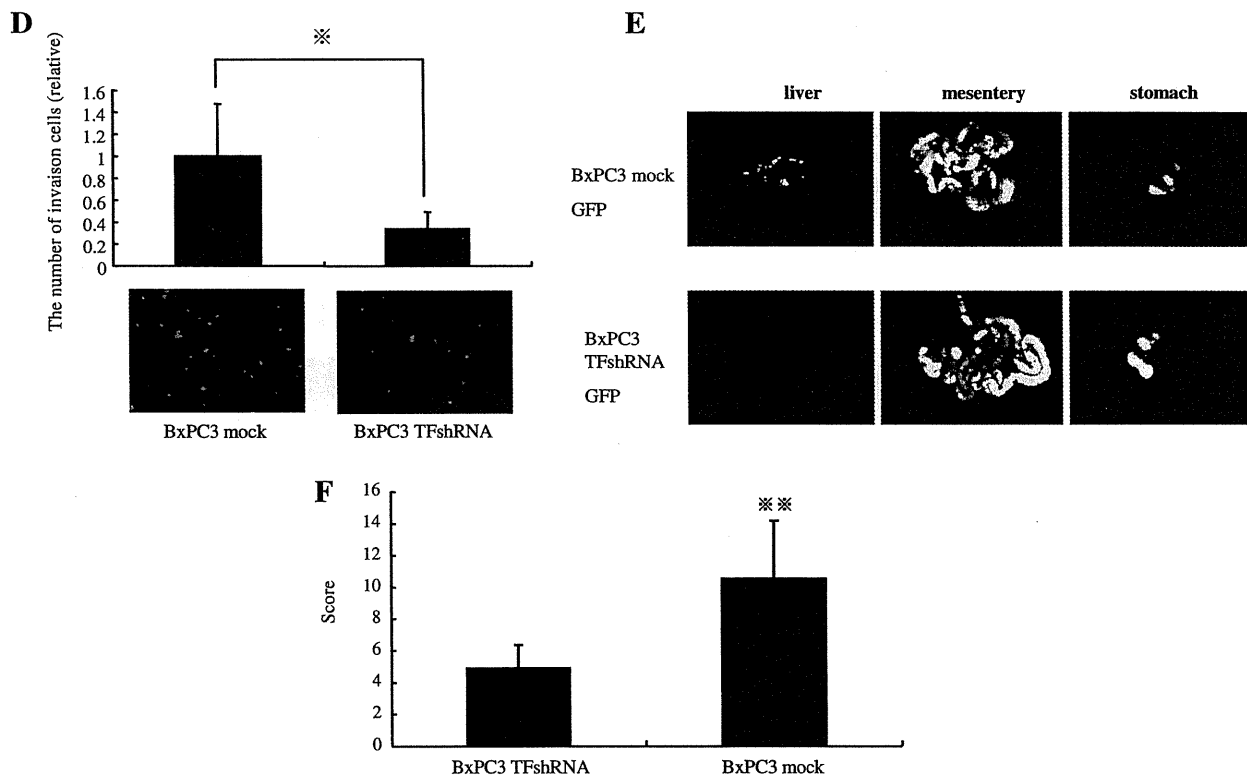 D
※
The number of invaison cells (relative)
1.6
1.4
1.2
1
0.8
0.6
0.4
0.2
0
BxPC3 mock
BxPC3 TFshRNA
E
liver
mesentery
stomach
BxPC3 mock
GFP
BxPC3
TFshRNA
GFP
F
※※
Score
16
14
12
10
8
6
4
2
0
BxPC3 TFshRNA
BxPC3 mock